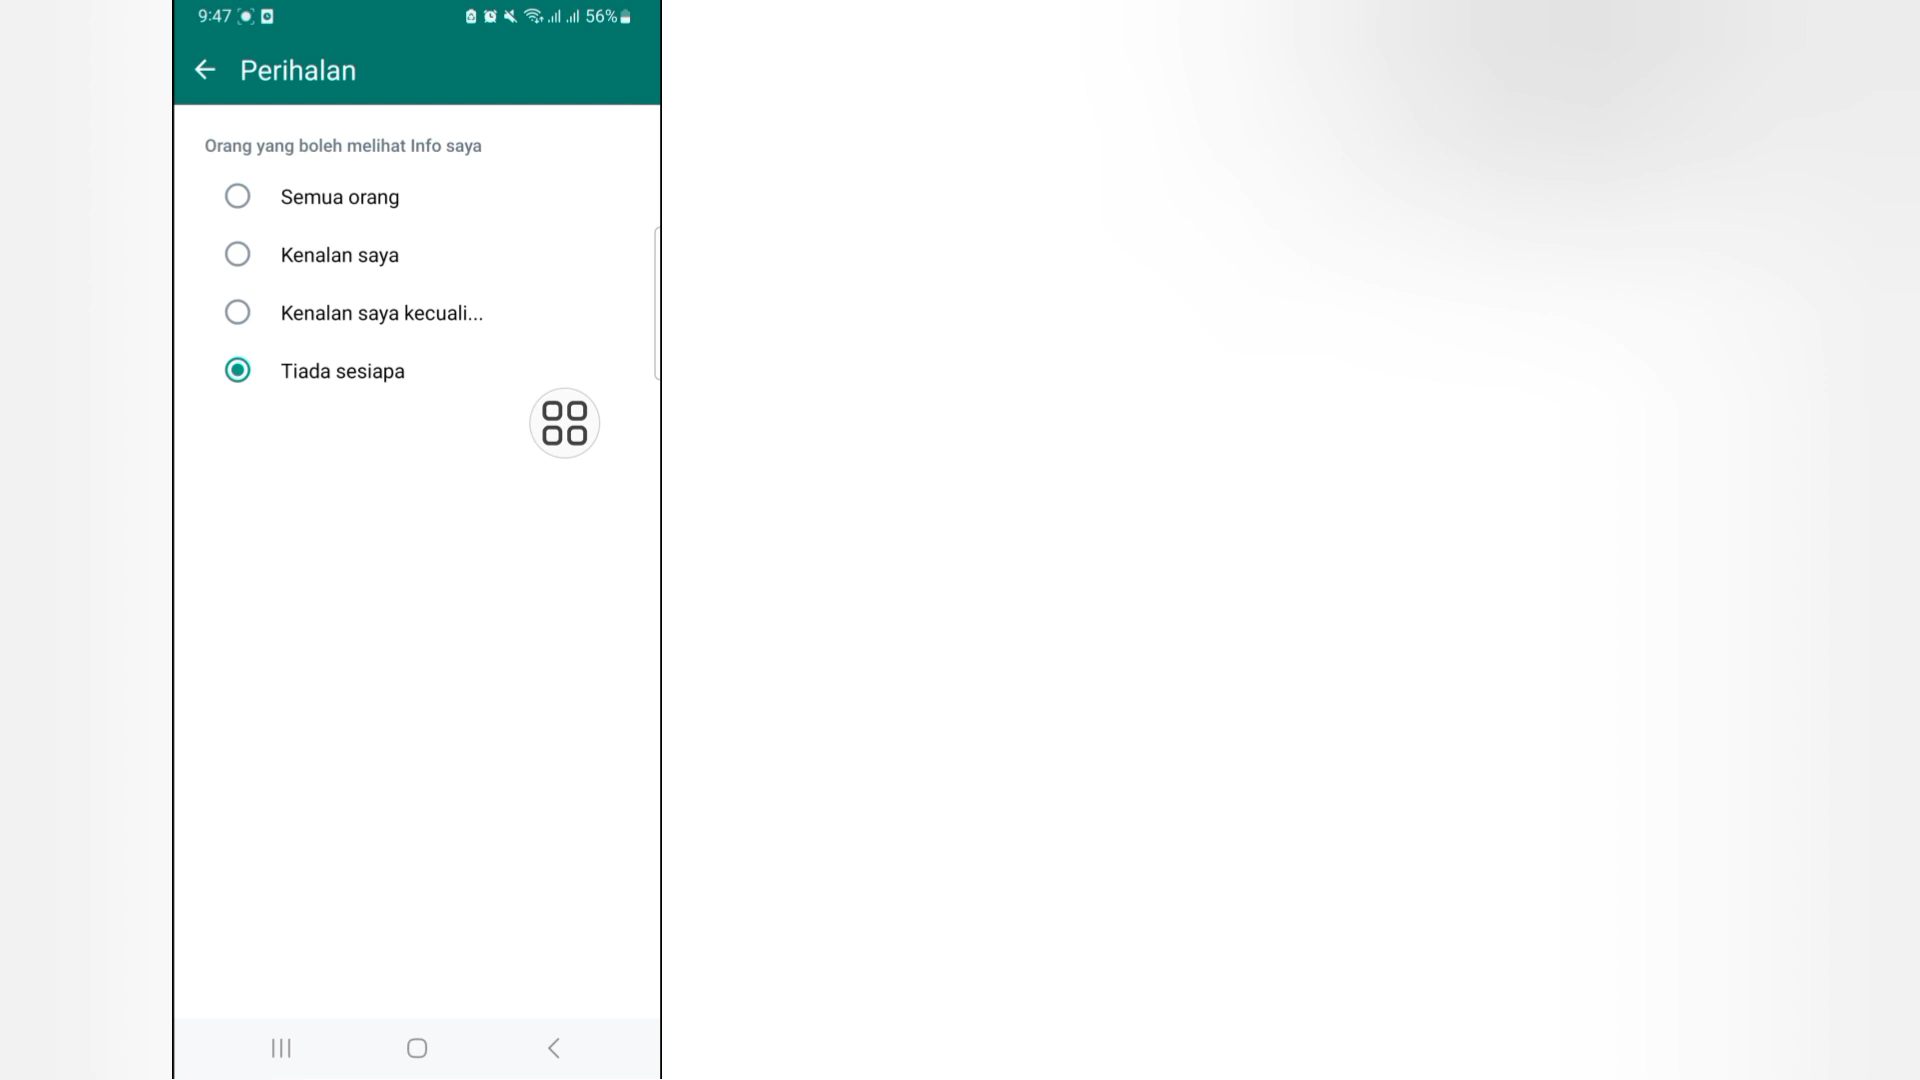 9:47 56%
Perihalan
Orang yang boleh melihat Info saya
Semua orang
Kenalan saya
Kenalan saya kecuali...
Tiada sesiapa